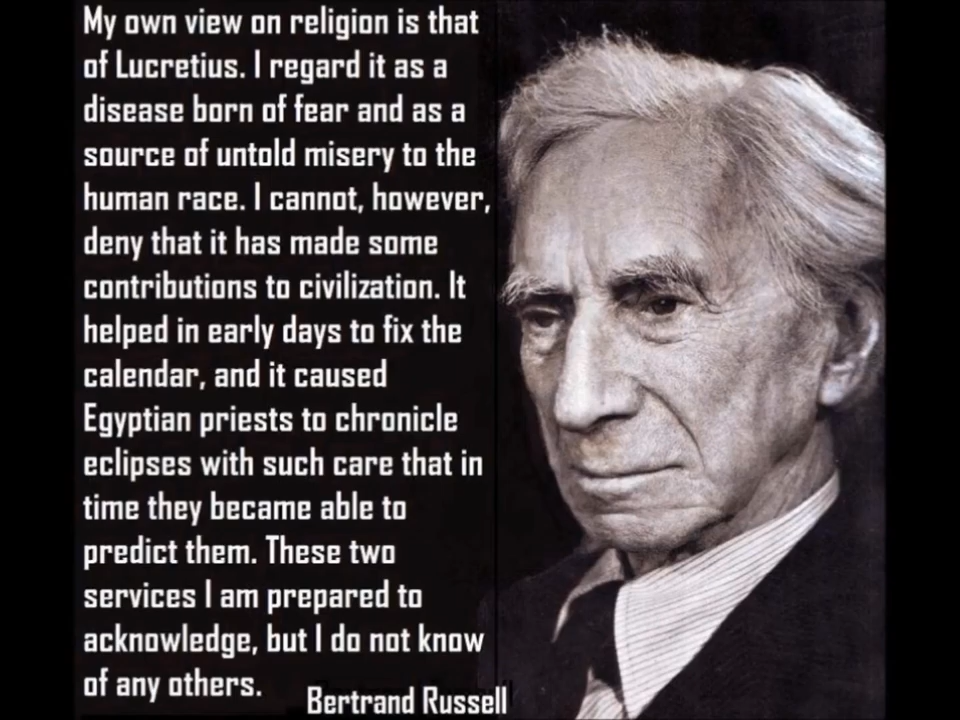 My own view on religion is that
of Lucretius. I regard it as a
disease born of fear and as a
source of untold misery to the
human race. I cannot, however,
deny that it has made some
contributions to civilization. It
helped in early days to fix the
calendar, and it caused
Egyptian priests to chronicle
eclipses with such care that in
time they became able to
predict them. These two
services I am prepared to
acknowledge, but I do not know
of any others.
Bertrand Russell